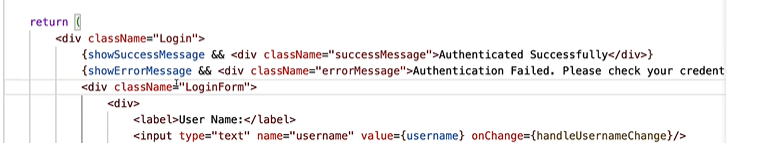 return (
<div className="Login">
{showSuccessMessage && <div className="successMessage">Authenticated Successfully</div>}
{showErrorMessage && <div className="errorMessage">Authentication Failed. Please check your credent
<div className="LoginForm">
<div>
<label>User Name:</label>
<input type="text" name="username" value={username} onChange={handleUsernameChange}/>